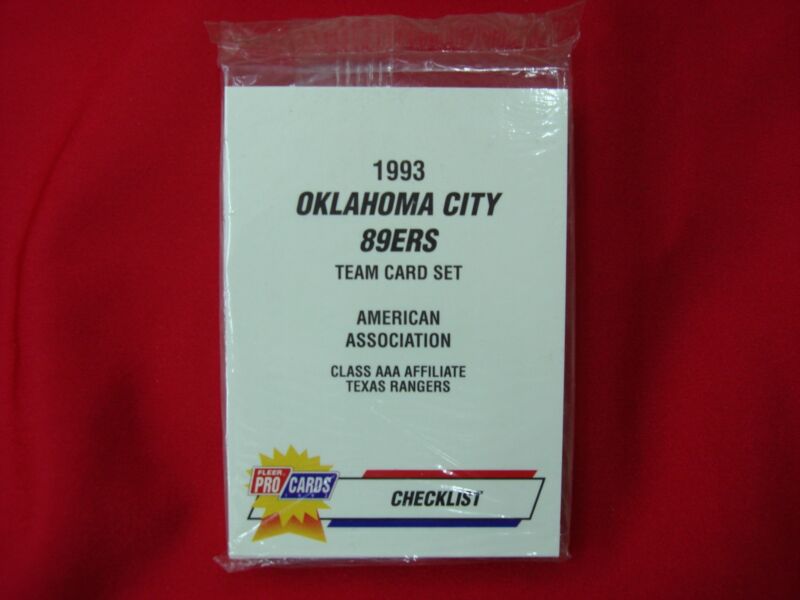 1993
OKLAHOMA CITY
89ERS
TEAM CARD SET
AMERICAN
ASSOCIATION
CLASS AAA AFFILIATE
TEXAS RANGERS
FLEER
PRO CARDS
CHECKLIST